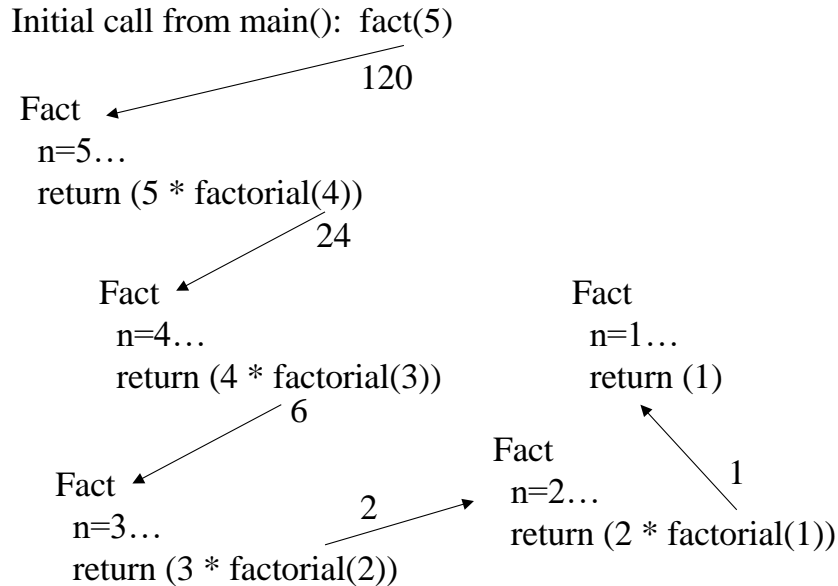 Initial call from main(): fact(5)
120
Fact
n=5…
return (5 * factorial(4))
24
Fact
n=4…
return (4 * factorial(3))
6
Fact
n=3…
return (3 * factorial(2))
2
Fact
n=2…
return (2 * factorial(1))
1
Fact
n=1…
return (1)